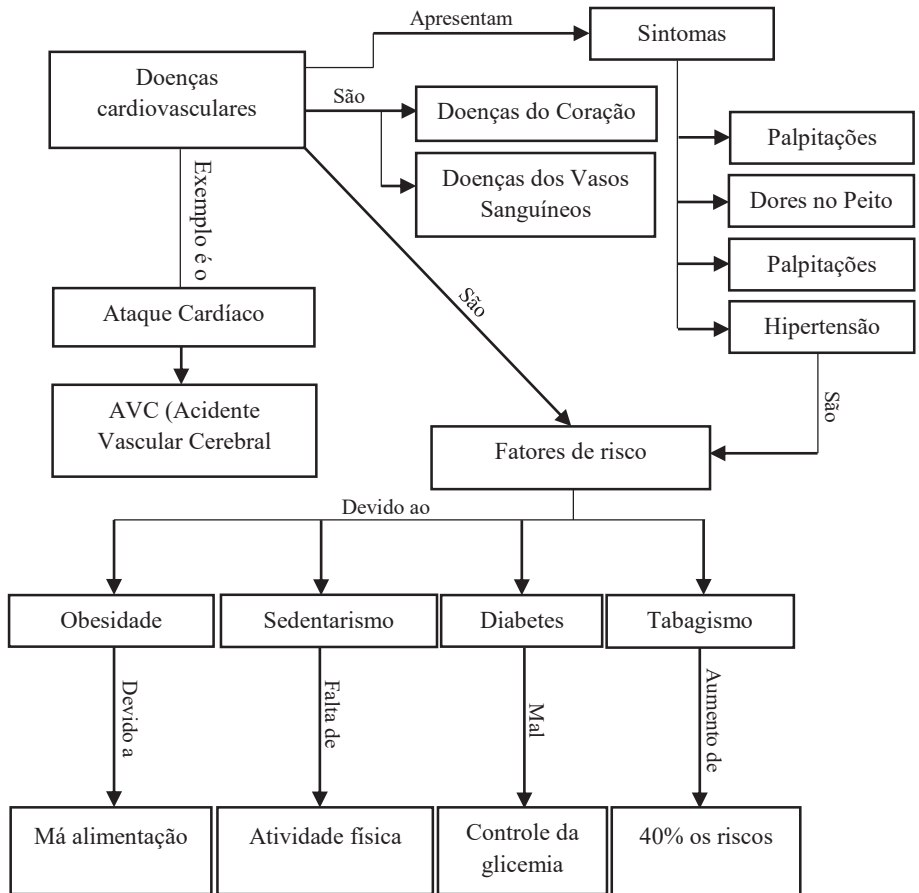 Apresentam
Sintomas
Doenças
cardiovasculares
São
Doenças do Coração
Doenças dos Vasos
Sanguíneos
Palpitações
Dores no Peito
Palpitações
Hipertensão
Exemplo é o
Ataque Cardíaco
AVC (Acidente
Vascular Cerebral
São
São
Fatores de risco
Devido ao
Obesidade
Sedentarismo
Diabetes
Tabagismo
Devido a
Falta de
Mal
Aumento de
Má alimentação
Atividade física
Controle da
glicemia
40% os riscos